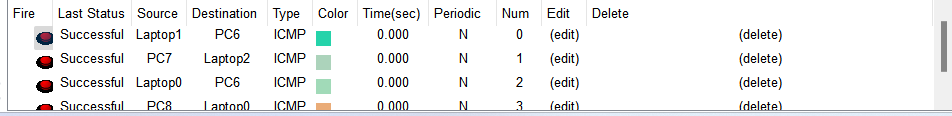 Fire Last Status Source Destination Type Color Time(sec) Periodic Num Edit Delete
Successful Laptop1 PC6 ICMP 0.000 N 0 (edit) (delete)
Successful PC7 Laptop2 ICMP 0.000 N 1 (edit) (delete)
Successful Laptop0 PC6 ICMP 0.000 N 2 (edit) (delete)
Successful PC8 Laptop0 ICMP 0.000 N 3 (edit) (delete)